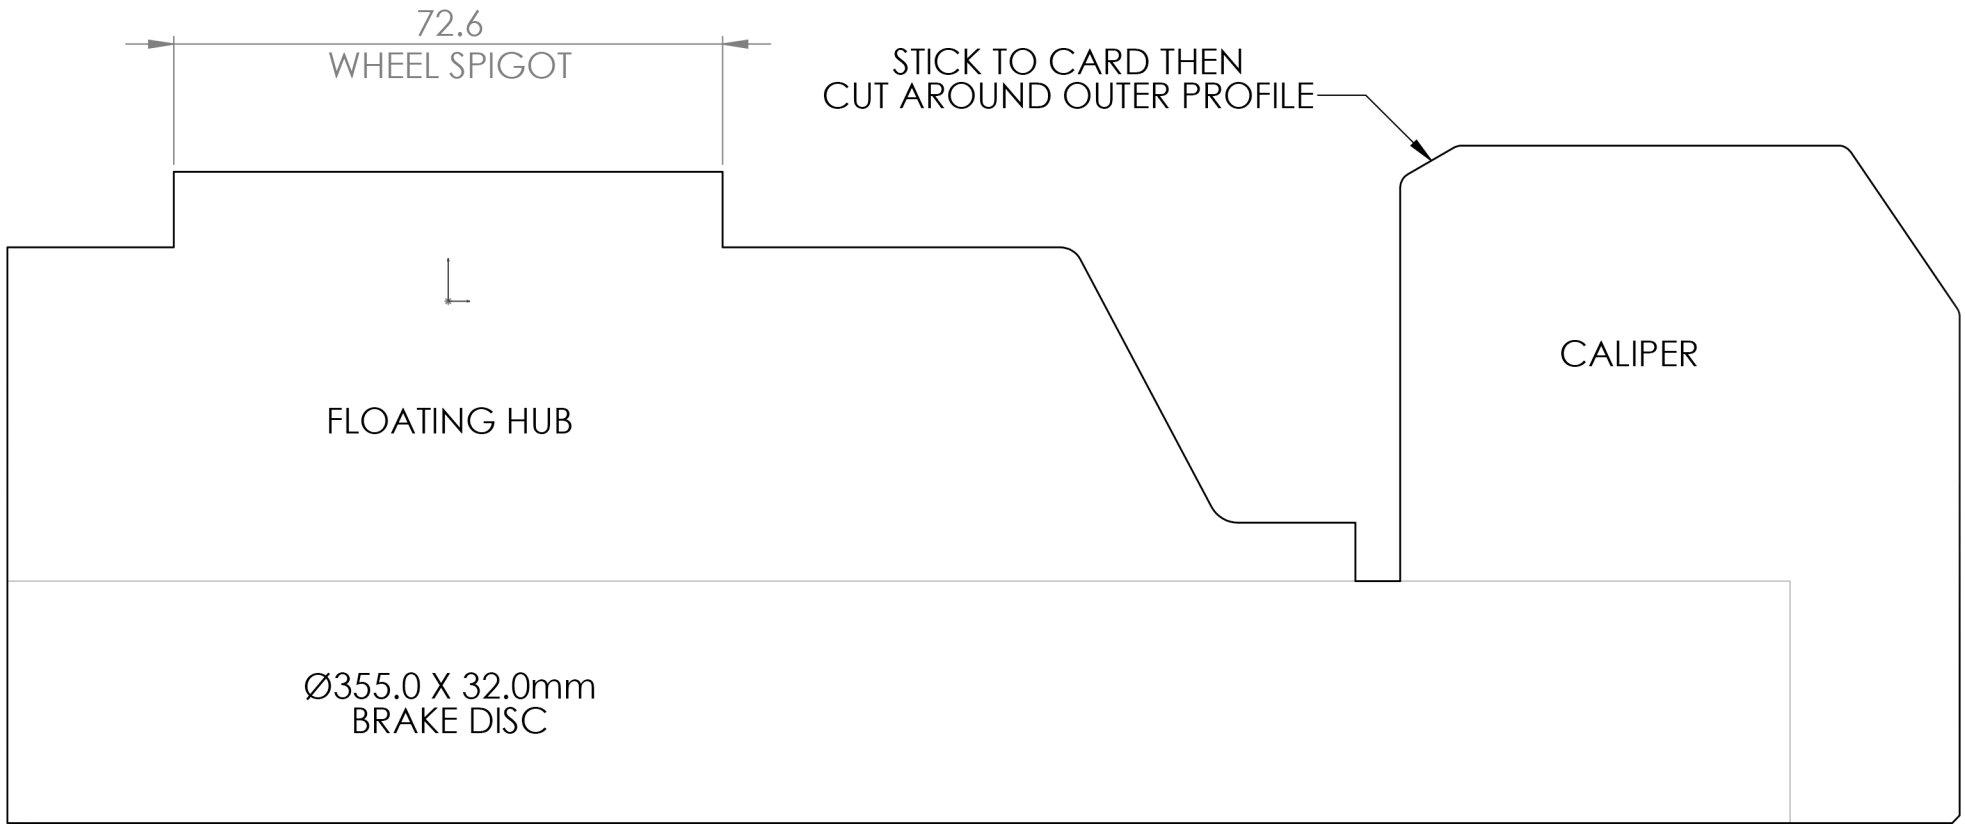 72.6
WHEEL SPIGOT
STICK TO CARD THEN
CUT AROUND OUTER PROFILE
CALIPER
FLOATING HUB
Ø355.0 X 32.0mm
BRAKE DISC